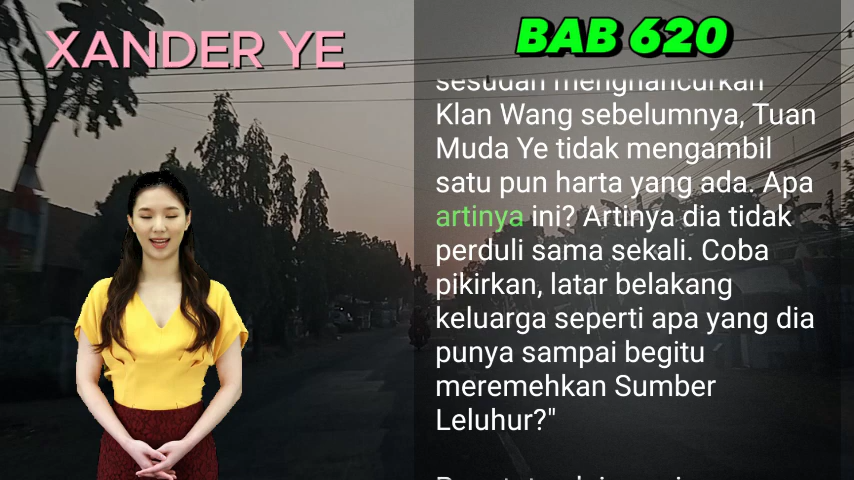 XANDER YE
BAB 620
sesudah menghancurkan
Klan Wang sebelumnya, Tuan
Muda Ye tidak mengambil
satu pun harta yang ada. Apa
artinya ini? Artinya dia tidak
perduli sama sekali. Coba
pikirkan, latar belakang
keluarga seperti apa yang dia
punya sampai begitu
meremehkan Sumber
Leluhur?"